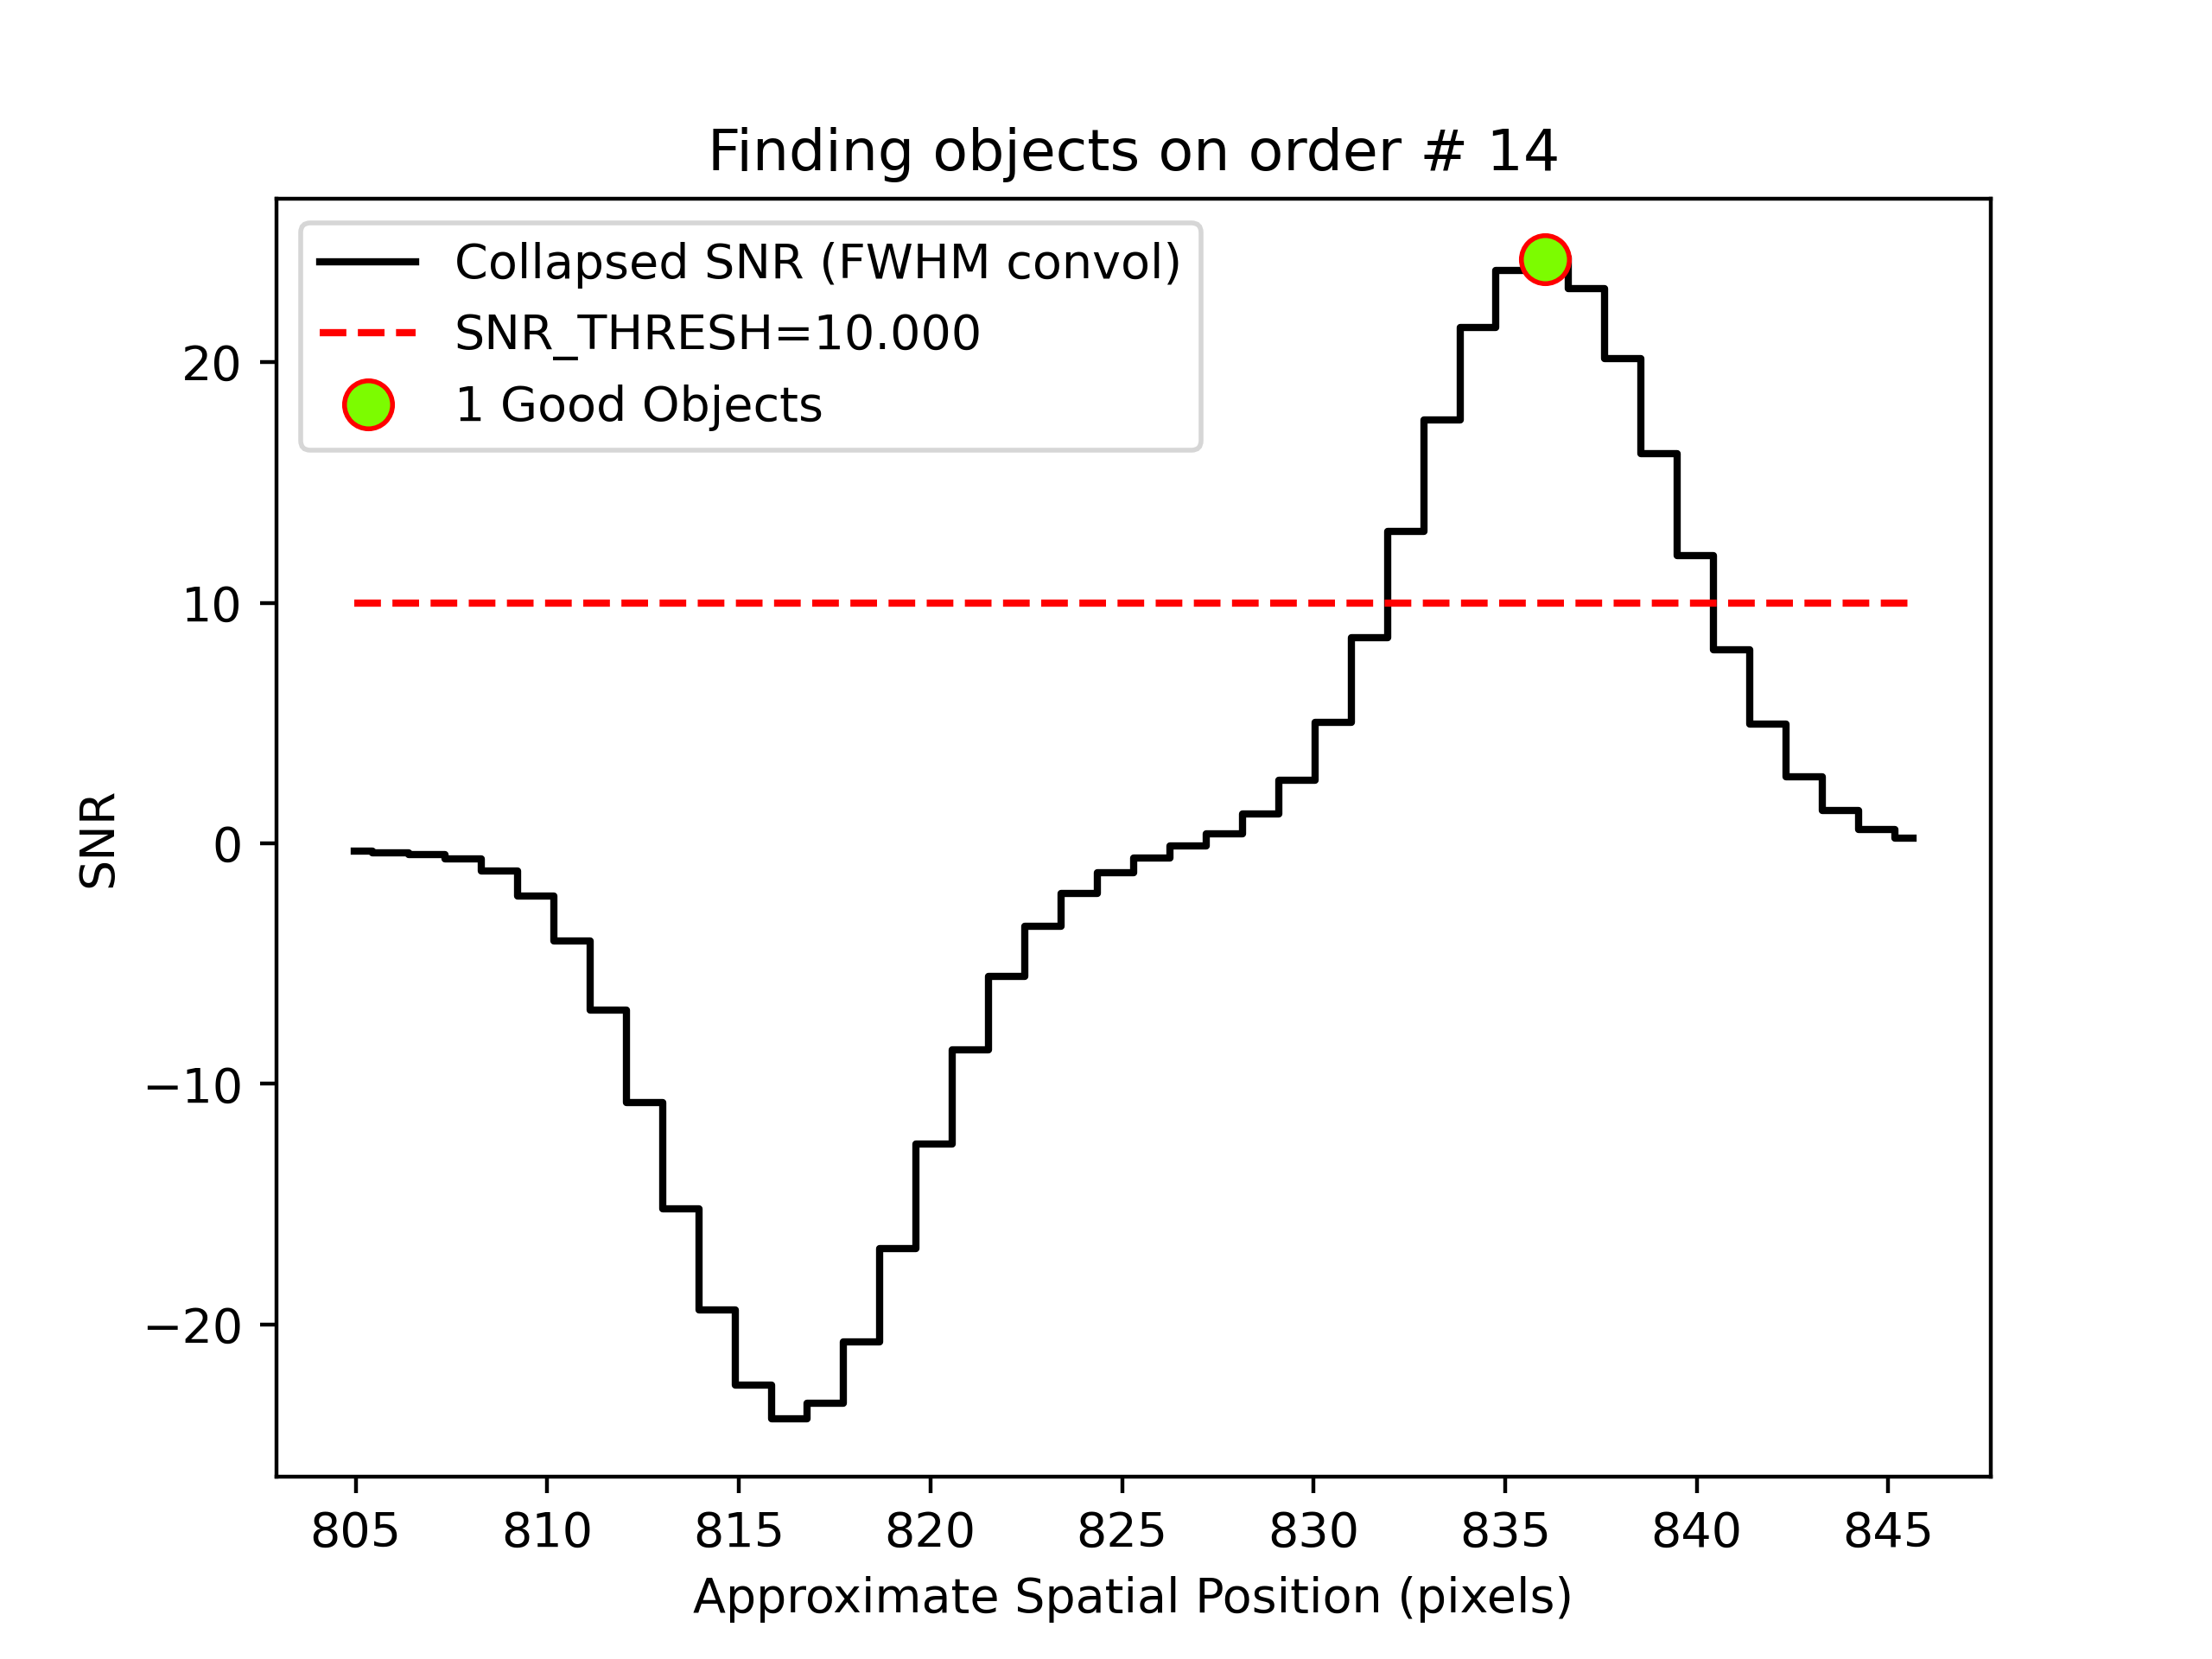 Finding objects on order # 14
Collapsed SNR (FWHM convol)
SNR_THRESH=10.000
1 Good Objects
20
10
0
−10
−20
SNR
805 810 815 820 825 830 835 840 845
Approximate Spatial Position (pixels)